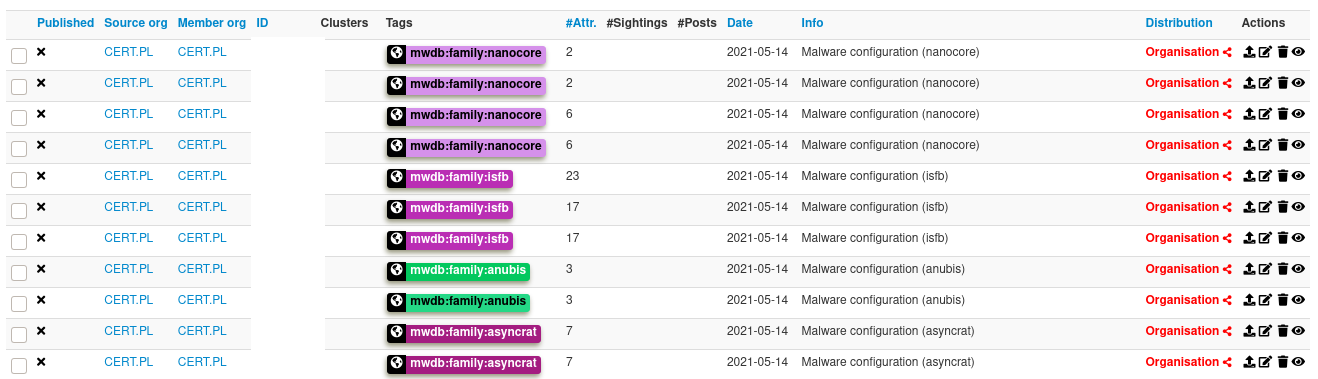 Published Source org Member org ID Clusters Tags #Attr. #Sightings #Posts Date Info Distribution Actions
CERT.PL CERT.PL mwdb:family:nanocore 2 2021-05-14 Malware configuration (nanocore) Organisation
CERT.PL CERT.PL mwdb:family:nanocore 2 2021-05-14 Malware configuration (nanocore) Organisation
CERT.PL CERT.PL mwdb:family:nanocore 6 2021-05-14 Malware configuration (nanocore) Organisation
CERT.PL CERT.PL mwdb:family:nanocore 6 2021-05-14 Malware configuration (nanocore) Organisation
CERT.PL CERT.PL mwdb:family:isfb 23 2021-05-14 Malware configuration (isfb) Organisation
CERT.PL CERT.PL mwdb:family:isfb 17 2021-05-14 Malware configuration (isfb) Organisation
CERT.PL CERT.PL mwdb:family:isfb 17 2021-05-14 Malware configuration (isfb) Organisation
CERT.PL CERT.PL mwdb:family:anubis 3 2021-05-14 Malware configuration (anubis) Organisation
CERT.PL CERT.PL mwdb:family:anubis 3 2021-05-14 Malware configuration (anubis) Organisation
CERT.PL CERT.PL mwdb:family:asyncrat 7 2021-05-14 Malware configuration (asyncrat) Organisation
CERT.PL CERT.PL mwdb:family:asyncrat 7 2021-05-14 Malware configuration (asyncrat) Organisation